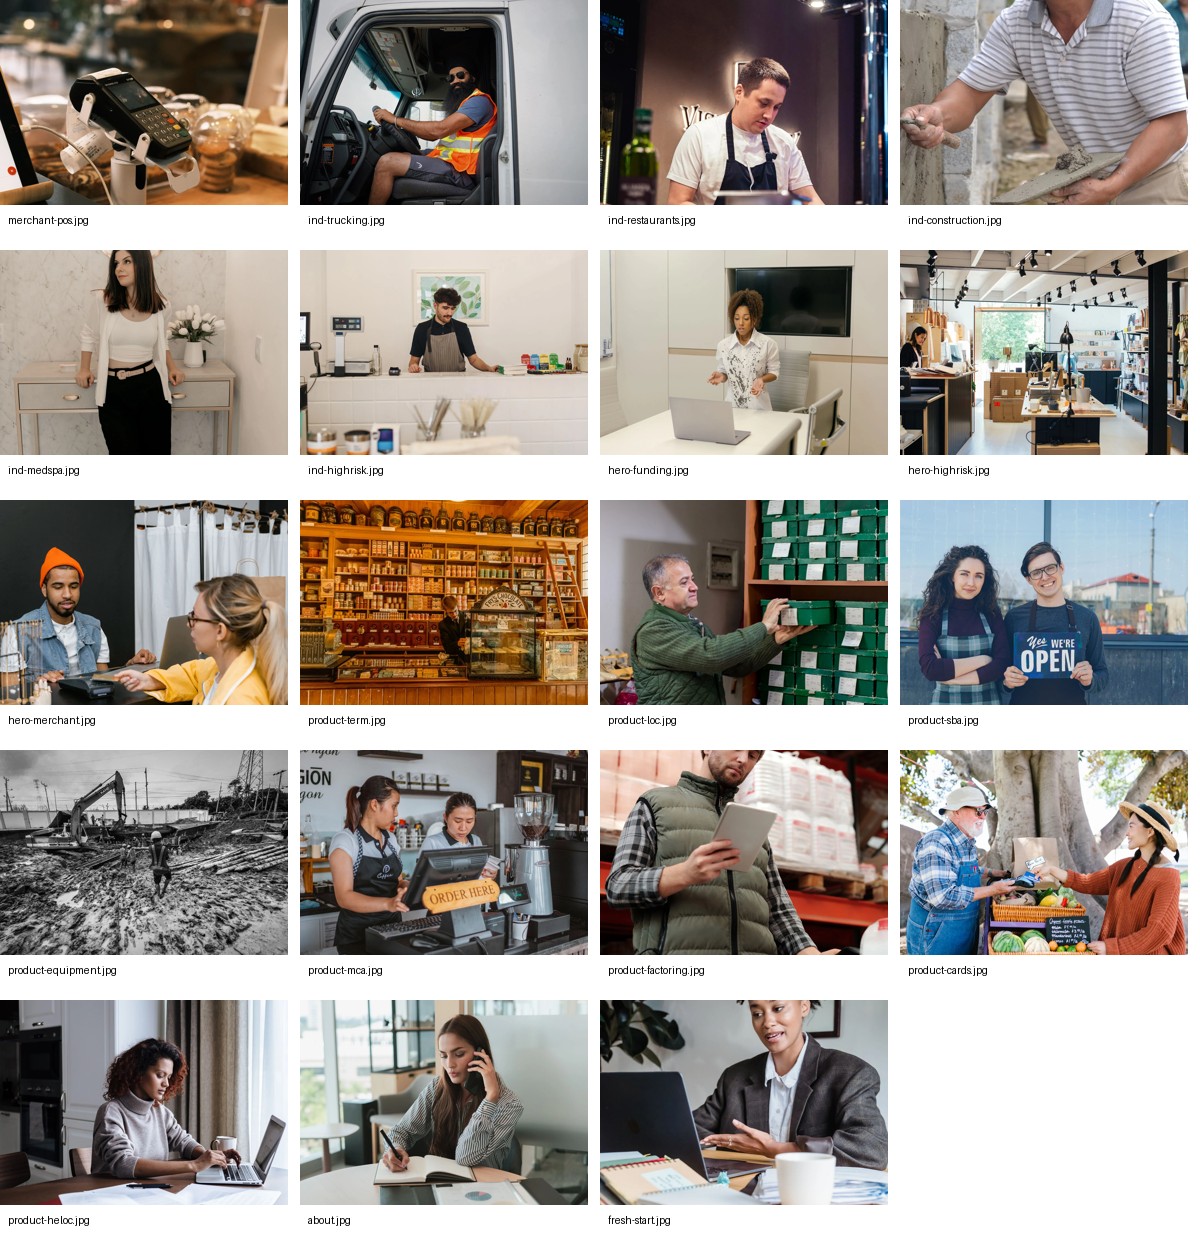 merchant-pos.jpg
ind-trucking.jpg
ind-restaurants.jpg
ind-construction.jpg
ind-medspa.jpg
ind-highrisk.jpg
hero-funding.jpg
hero-highrisk.jpg
hero-merchant.jpg
product-term.jpg
product-loc.jpg
Yes WE'RE
OPEN
product-sba.jpg
product-equipment.jpg
ORDER HERE
product-mca.jpg
product-factoring.jpg
product-cards.jpg
product-heloc.jpg
about.jpg
fresh-start.jpg